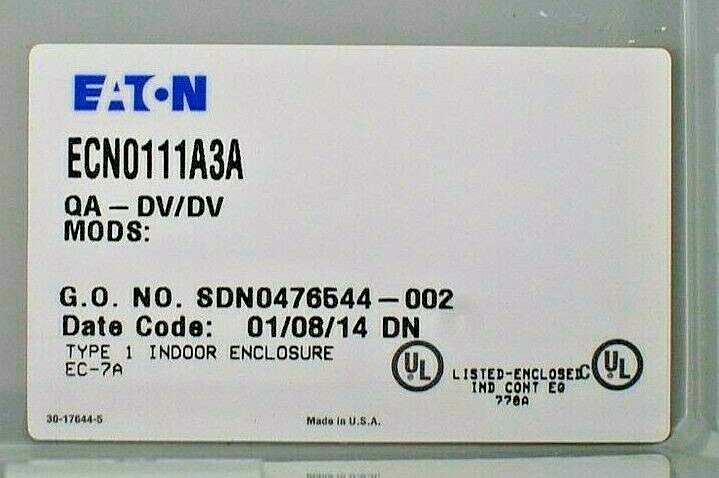 EATON
ECN0111A3A
QA – DV/DV
MODS:
G.O. NO. SDN0476544–002
Date Code: 01/08/14 DN
TYPE 1 INDOOR ENCLOSURE
EC-7A
UL LISTED-ENCLOSED C UL
IND CONT EQ
778A
30-17644-5
Made in U.S.A.